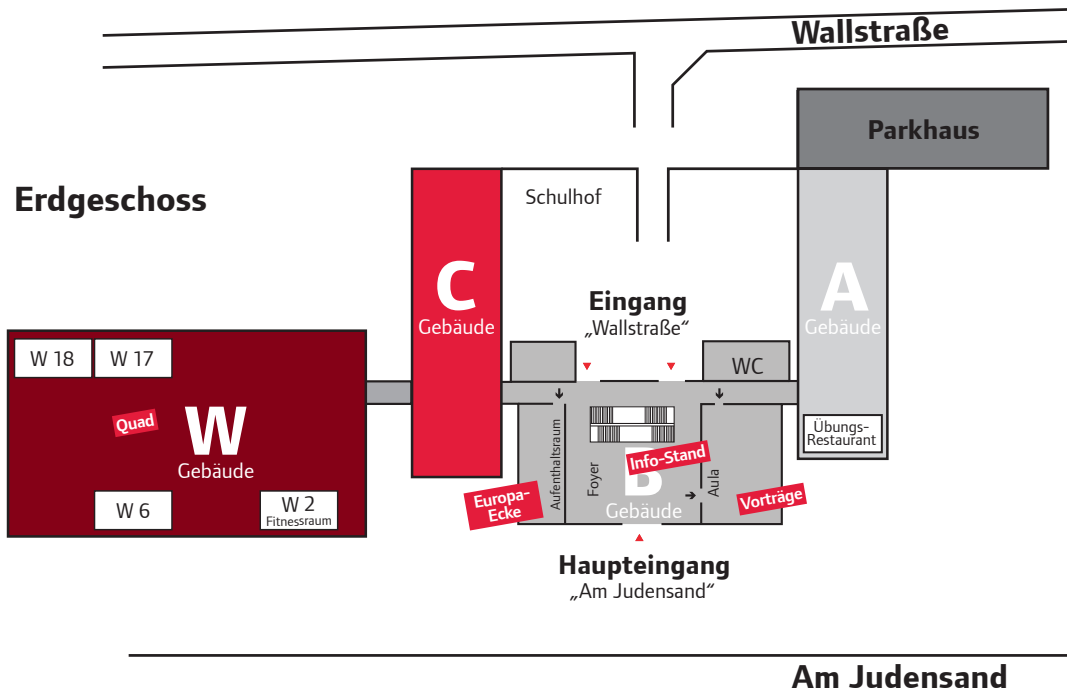 Wallstraße
Parkhaus
Erdgeschoss
Schulhof
C
Gebäude
A
Gebäude
Eingang
„Wallstraße“
W 18
W 17
WC
Quad
W
Gebäude
Übungs-
Restaurant
Aufenthaltsraum
Foyer
Info-Stand
Aula
B
Gebäude
Europa-
Ecke
Vorträge
W 6
W 2
Fitnessraum
Haupteingang
„Am Judensand“
Am Judensand